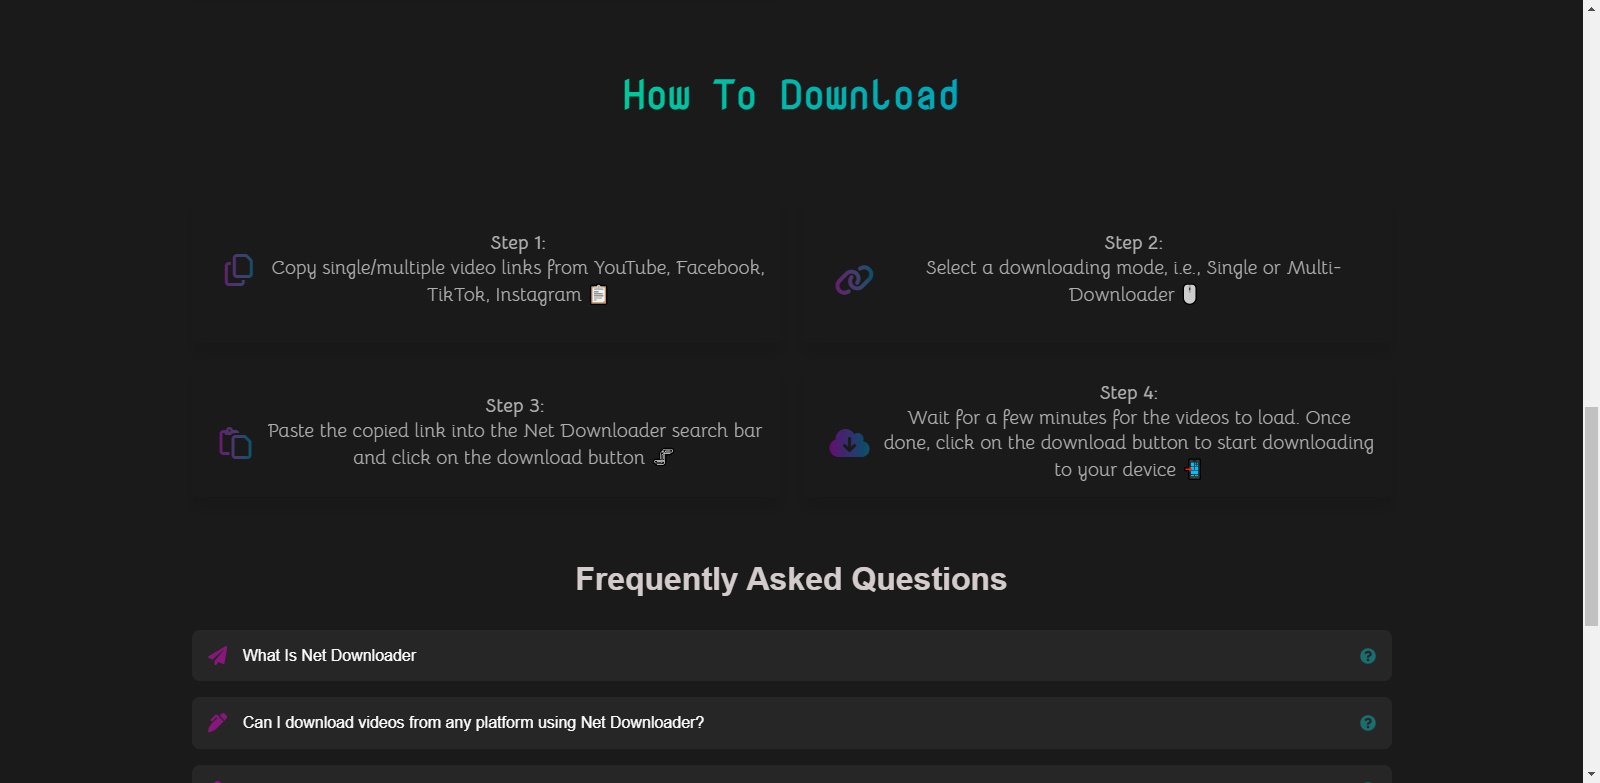 How To Download
Step 1:
Copy single/multiple video links from YouTube, Facebook,
TikTok, Instagram 📋
Step 2:
Select a downloading mode, i.e., Single or Multi-
Downloader 🖱️
Step 3:
Paste the copied link into the Net Downloader search bar
and click on the download button 🖇️
Step 4:
Wait for a few minutes for the videos to load. Once
done, click on the download button to start downloading
to your device 📲
Frequently Asked Questions
What Is Net Downloader
Can I download videos from any platform using Net Downloader?